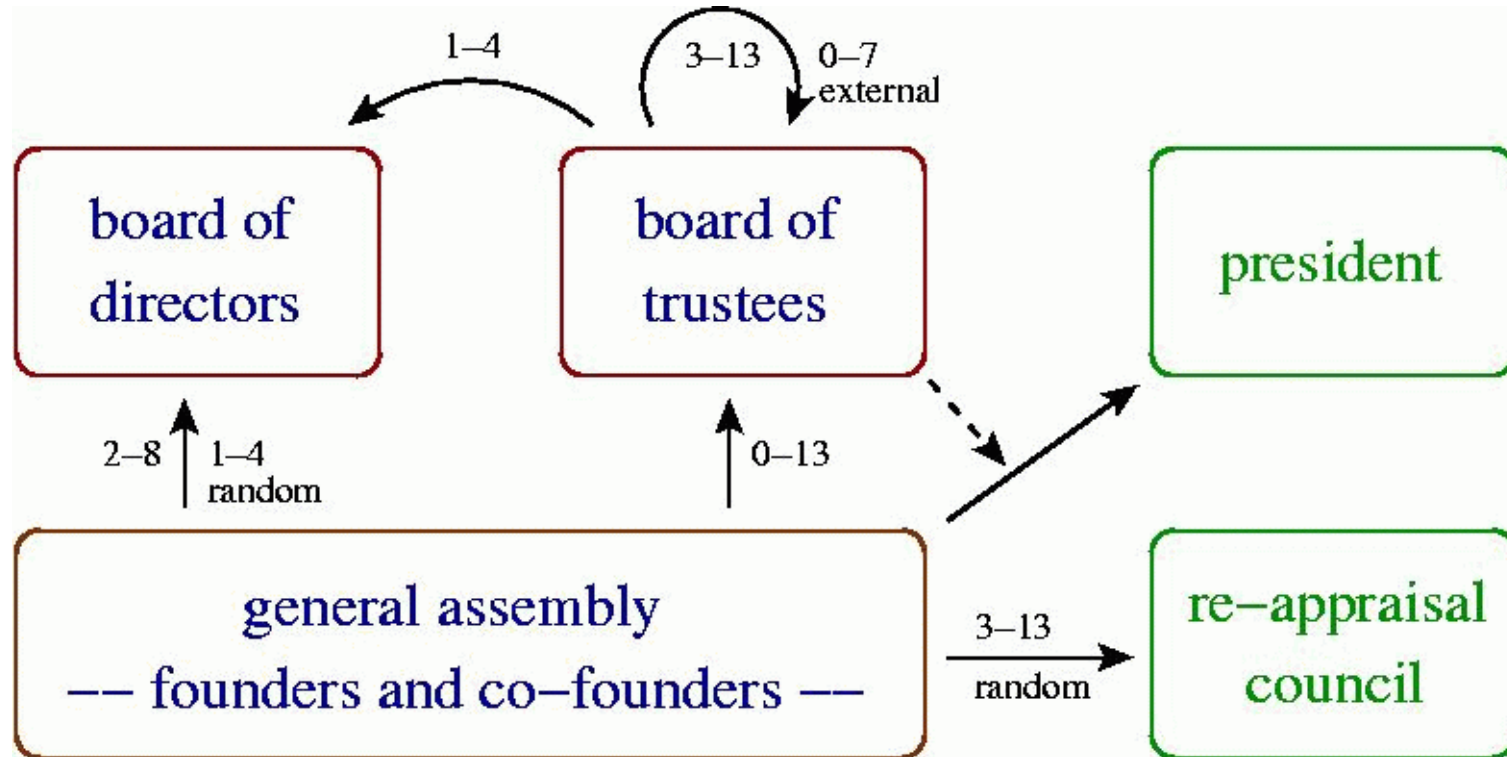 1–4
3–13
0–7
external
board of
directors
board of
trustees
president
2–8
1–4
random
0–13
general assembly
–– founders and co–founders ––
3–13
random
re–appraisal
council